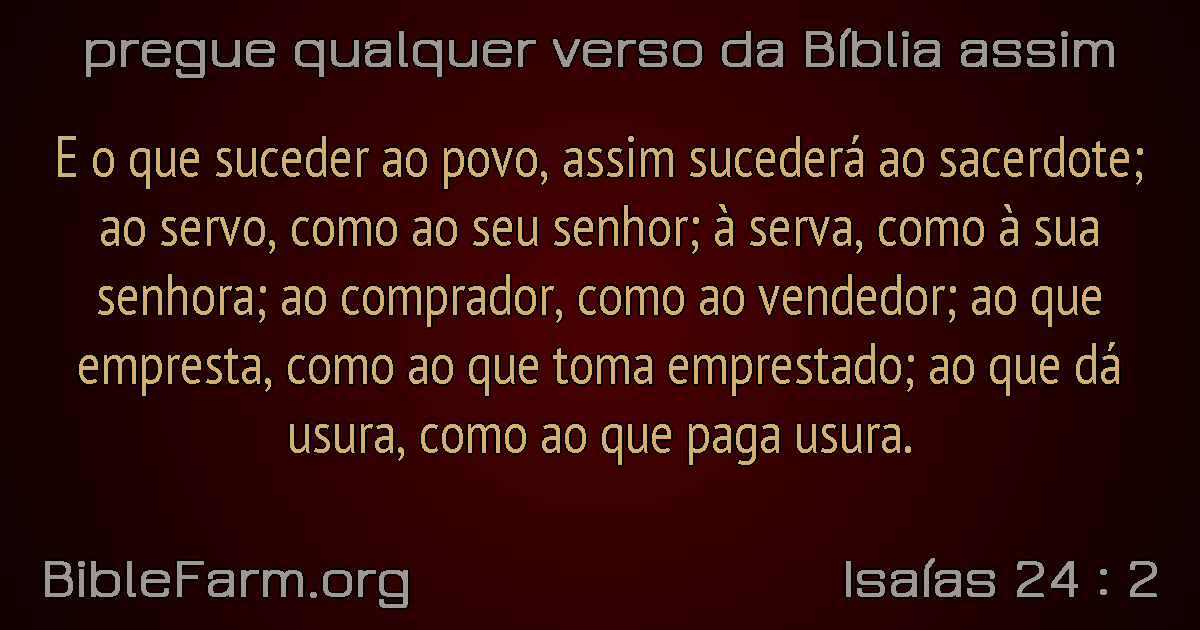 pregue qualquer verso da Bíblia assim
E o que suceder ao povo, assim sucederá ao sacerdote;
ao servo, como ao seu senhor; à serva, como à sua
senhora; ao comprador, como ao vendedor; ao que
empresta, como ao que toma emprestado; ao que dá
usura, como ao que paga usura.
BibleFarm.org
Isaías 24 : 2